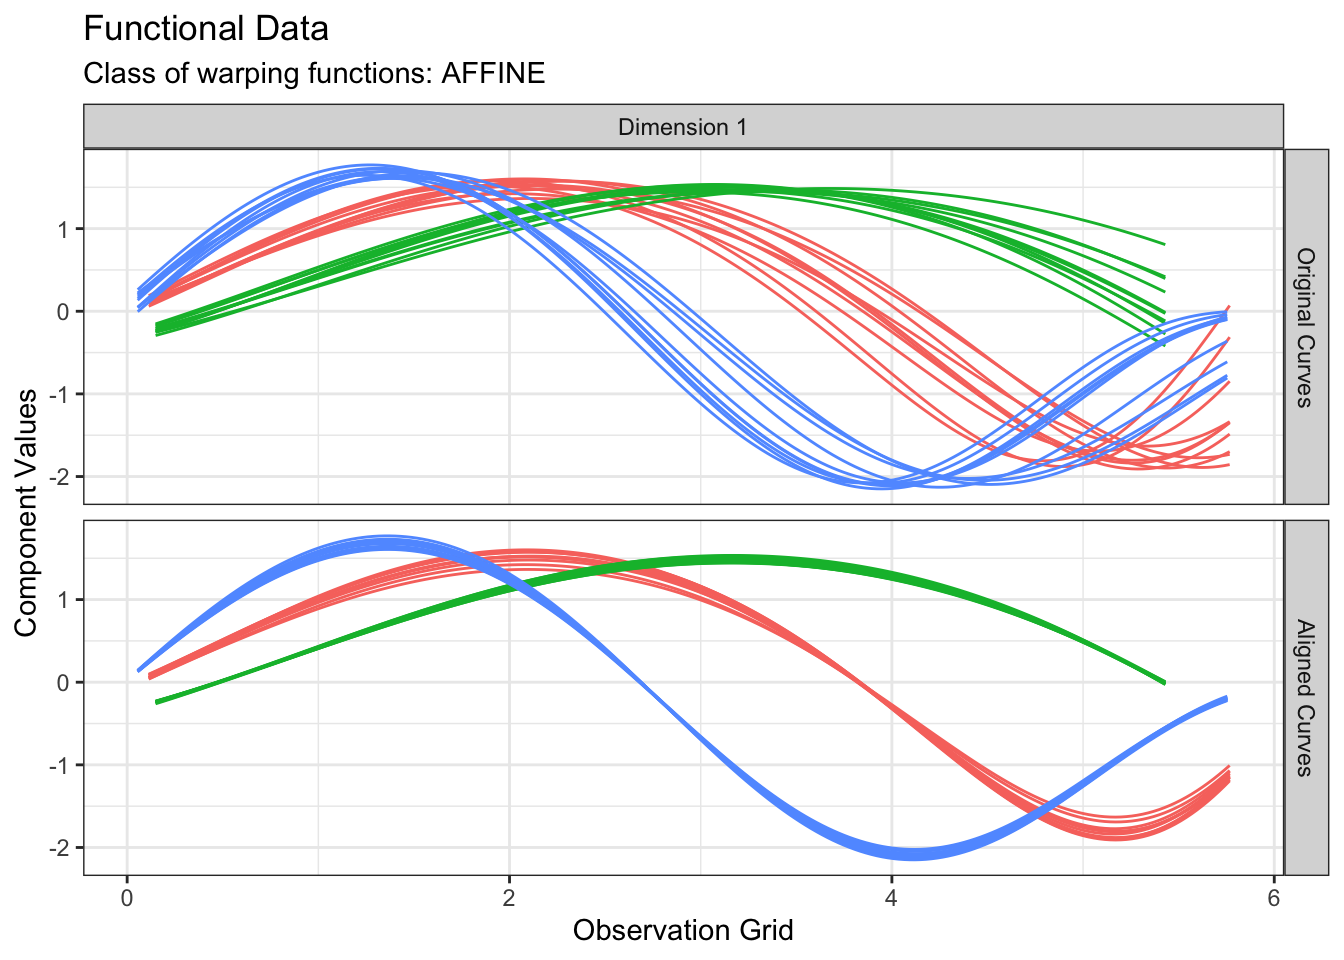 Functional Data
Class of warping functions: AFFINE
Dimension 1
Component Values
1
0
-1
-2
Original Curves
1
0
-1
-2
Aligned Curves
0 2 4 6
Observation Grid